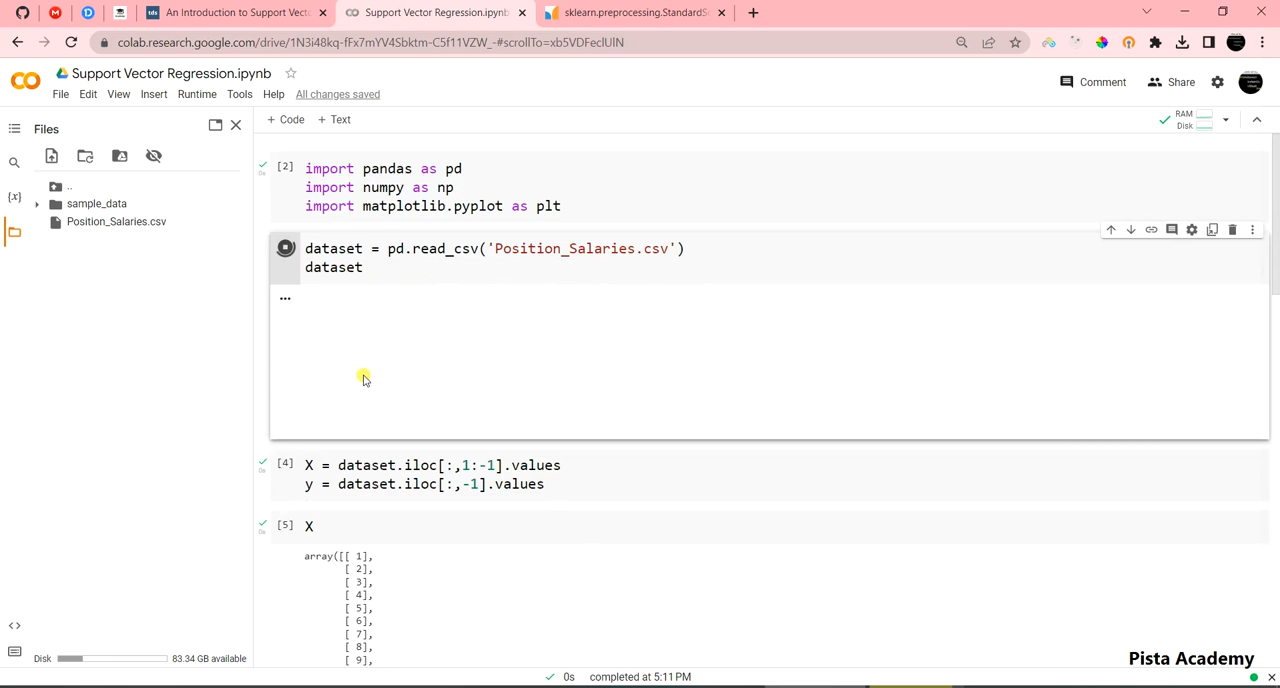 An Introduction to Support Vecto
Support Vector Regression.ipynb
sklearn.preprocessing.StandardSc
colab.research.google.com/drive/1N3i48kq-fFx7mYV4Sbktm-C5f11VZW_-#scrollTo=xb5VDFeclUlN
Support Vector Regression.ipynb
File Edit View Insert Runtime Tools Help All changes saved
Comment
Share
Files
+ Code + Text
RAM
Disk
..
sample_data
Position_Salaries.csv
[2] import pandas as pd
import numpy as np
import matplotlib.pyplot as plt
dataset = pd.read_csv('Position_Salaries.csv')
dataset
...
[4] X = dataset.iloc[:,1:-1].values
y = dataset.iloc[:,-1].values
[5] X
array([[ 1],
[ 2],
[ 3],
[ 4],
[ 5],
[ 6],
[ 7],
[ 8],
[ 9],
Disk 83.34 GB available
Pista Academy
0s completed at 5:11 PM